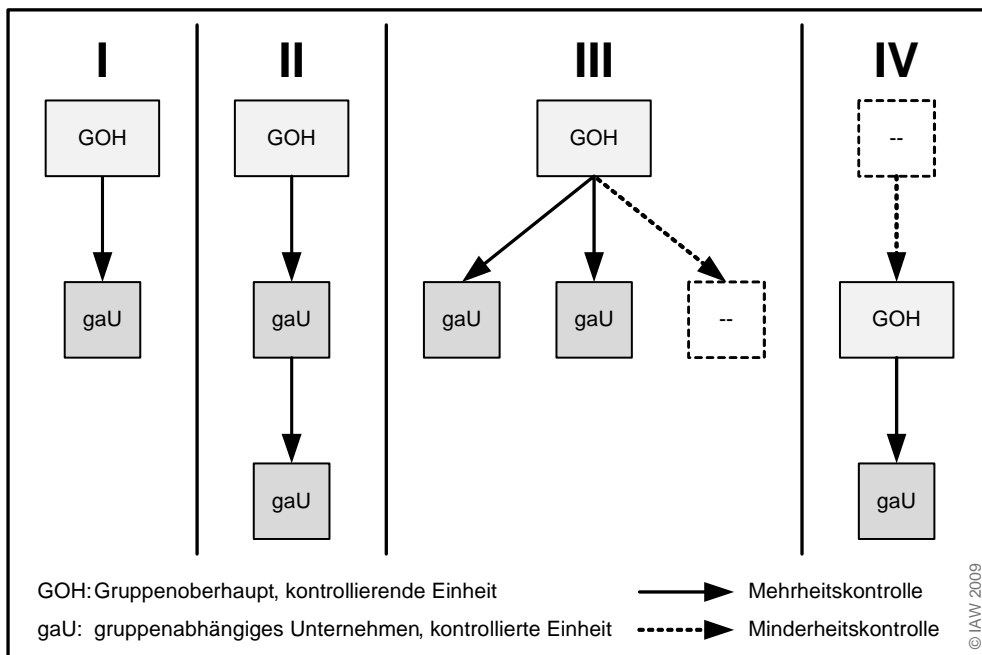 I II III IV
GOH GOH GOH --
gaU gaU gaU gaU -- GOH
gaU gaU
GOH: Gruppenoberhaupt, kontrollierende Einheit Mehrheitskontrolle
gaU: gruppenabhängiges Unternehmen, kontrollierte Einheit Minderheitskontrolle
© IAW 2009